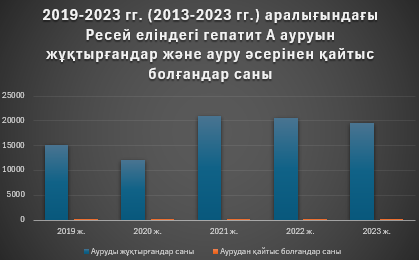 2019-2023 гг. (2013-2023 гг.) аралығындағы
Ресей еліндегі гепатит А ауруын
жұқтырғандар және ауру әсерінен қайтыс
болғандар саны
25000
20000
15000
10000
5000
0
2019 ж. 2020 ж. 2021 ж. 2022 ж. 2023 ж.
Ауруды жұқтырғандар саны Аурудан қайтыс болғандар саны